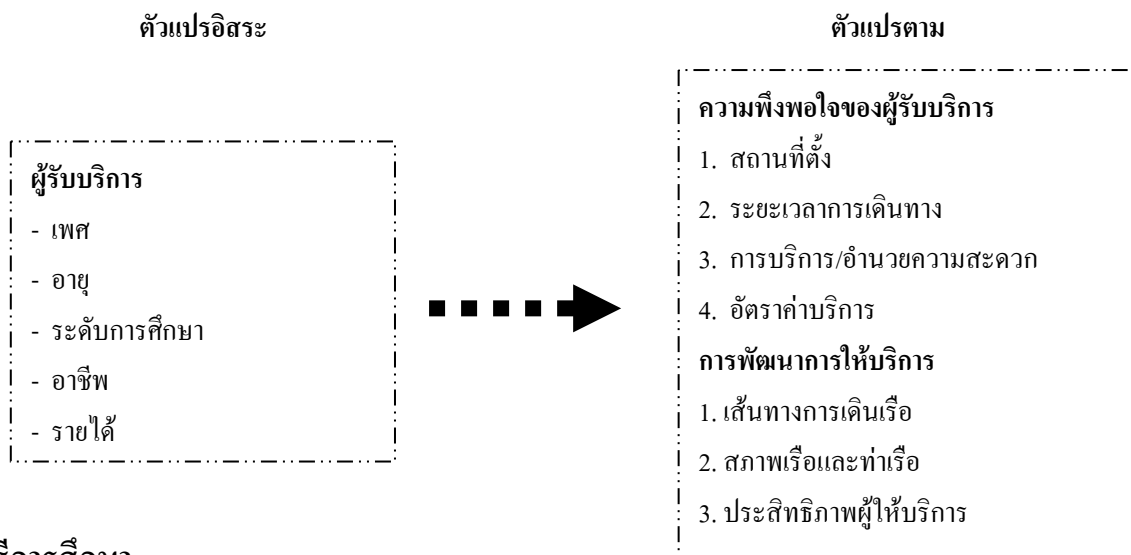 ตัวแปรอิสระ
ตัวแปรตาม
ผู้รับบริการ
- เพศ
- อายุ
- ระดับการศึกษา
- อาชีพ
- รายได้
ความพึงพอใจของผู้รับบริการ
1. สถานที่ตั้ง
2. ระยะเวลาการเดินทาง
3. การบริการ/อำนวยความสะดวก
4. อัตราค่าบริการ
การพัฒนาการให้บริการ
1. เส้นทางการเดินเรือ
2. สภาพเรือและท่าเรือ
3. ประสิทธิภาพผู้ให้บริการ